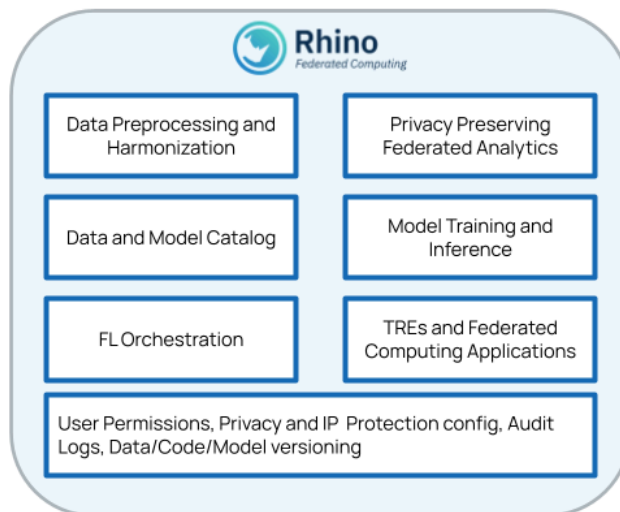 Rhino
Federated Computing
Data Preprocessing and
Harmonization
Privacy Preserving
Federated Analytics
Data and Model Catalog
Model Training and
Inference
FL Orchestration
TREs and Federated
Computing Applications
User Permissions, Privacy and IP Protection config, Audit
Logs, Data/Code/Model versioning